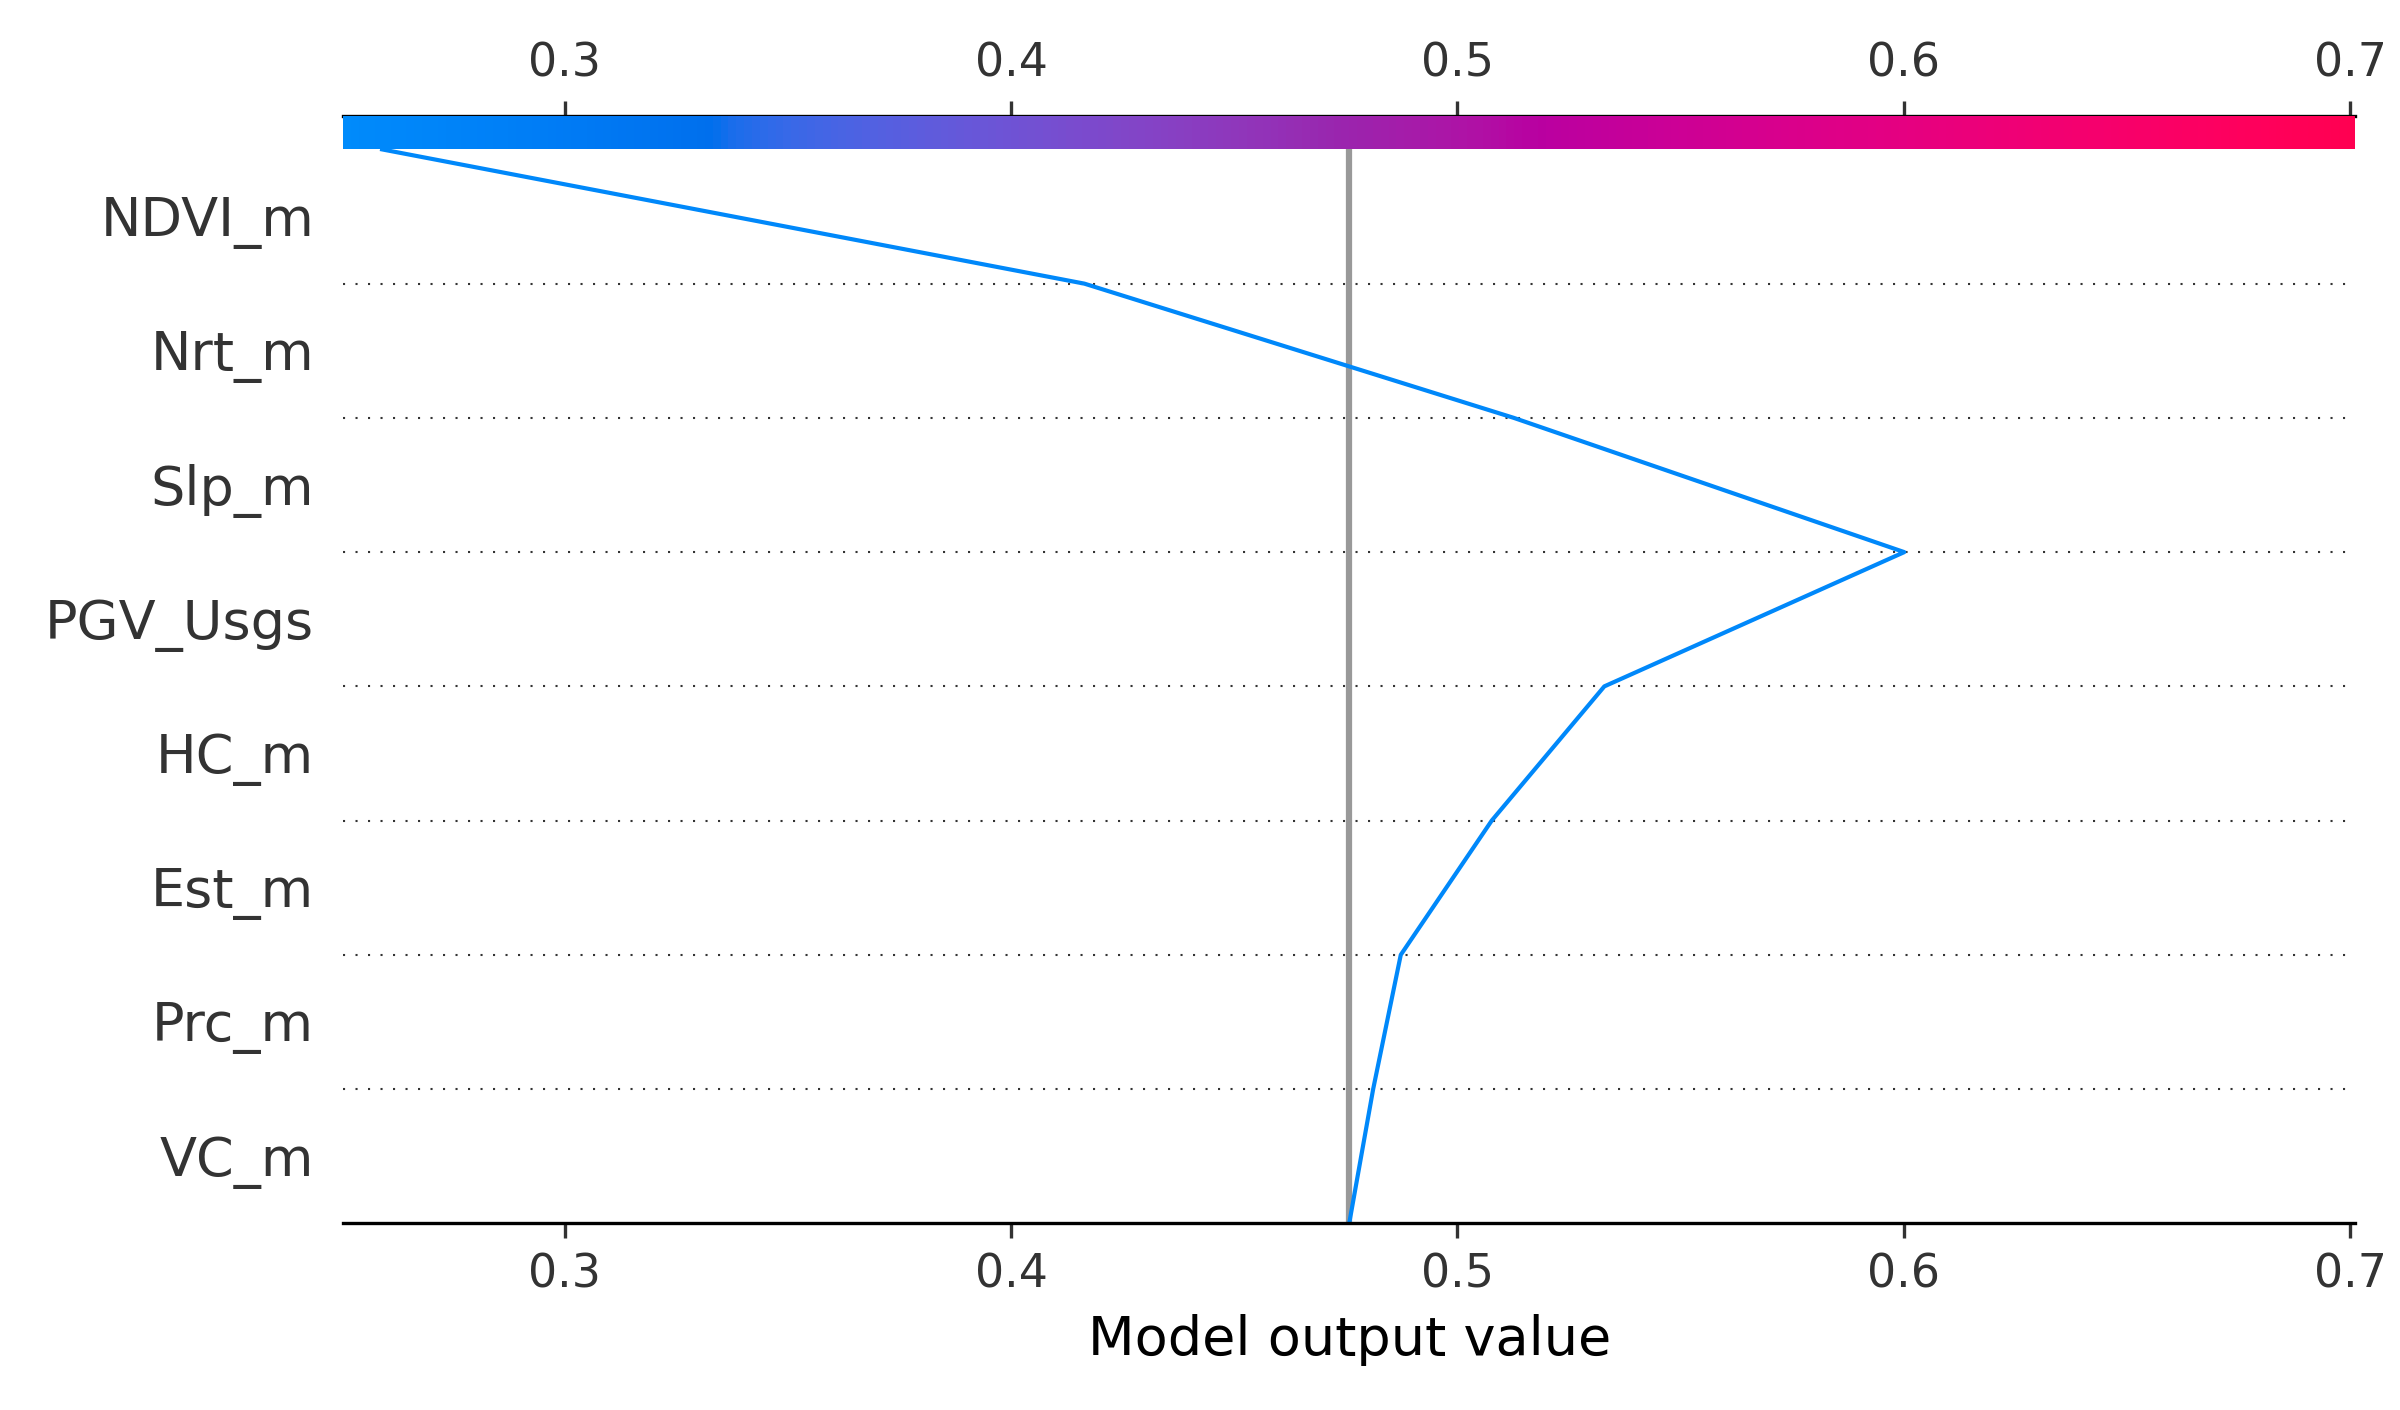 0.3 0.4 0.5 0.6 0.7
NDVI_m
Nrt_m
Slp_m
PGV_Usgs
HC_m
Est_m
Prc_m
VC_m
0.3 0.4 0.5 0.6 0.7
Model output value